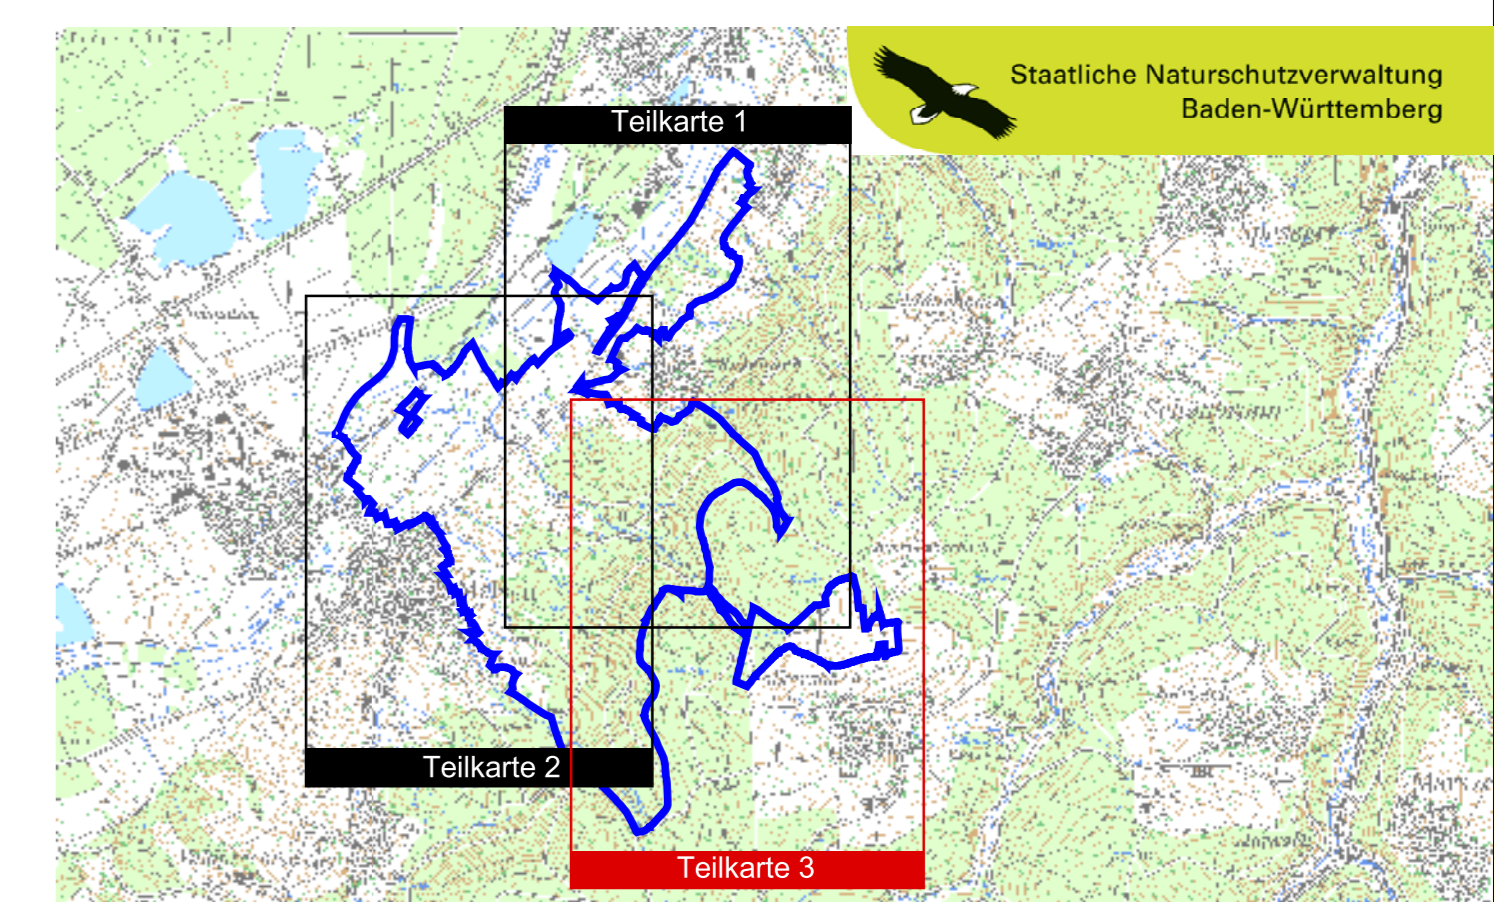 Staatliche Naturschutzverwaltung
Baden-Württemberg
Teilkarte 1
Teilkarte 2
Teilkarte 3